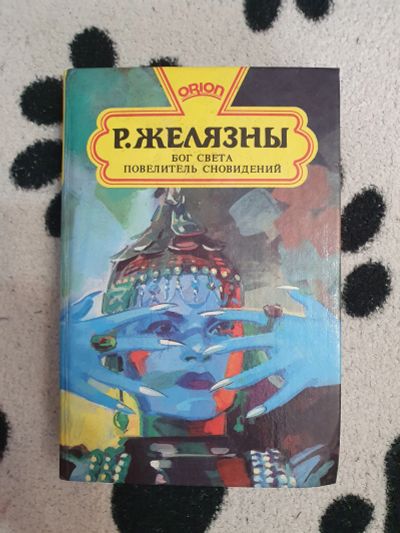 ORION
Р. ЖЕЛЯЗНЫ
БОГ СВЕТА
ПОВЕЛИТЕЛЬ СНОВИДЕНИЙ